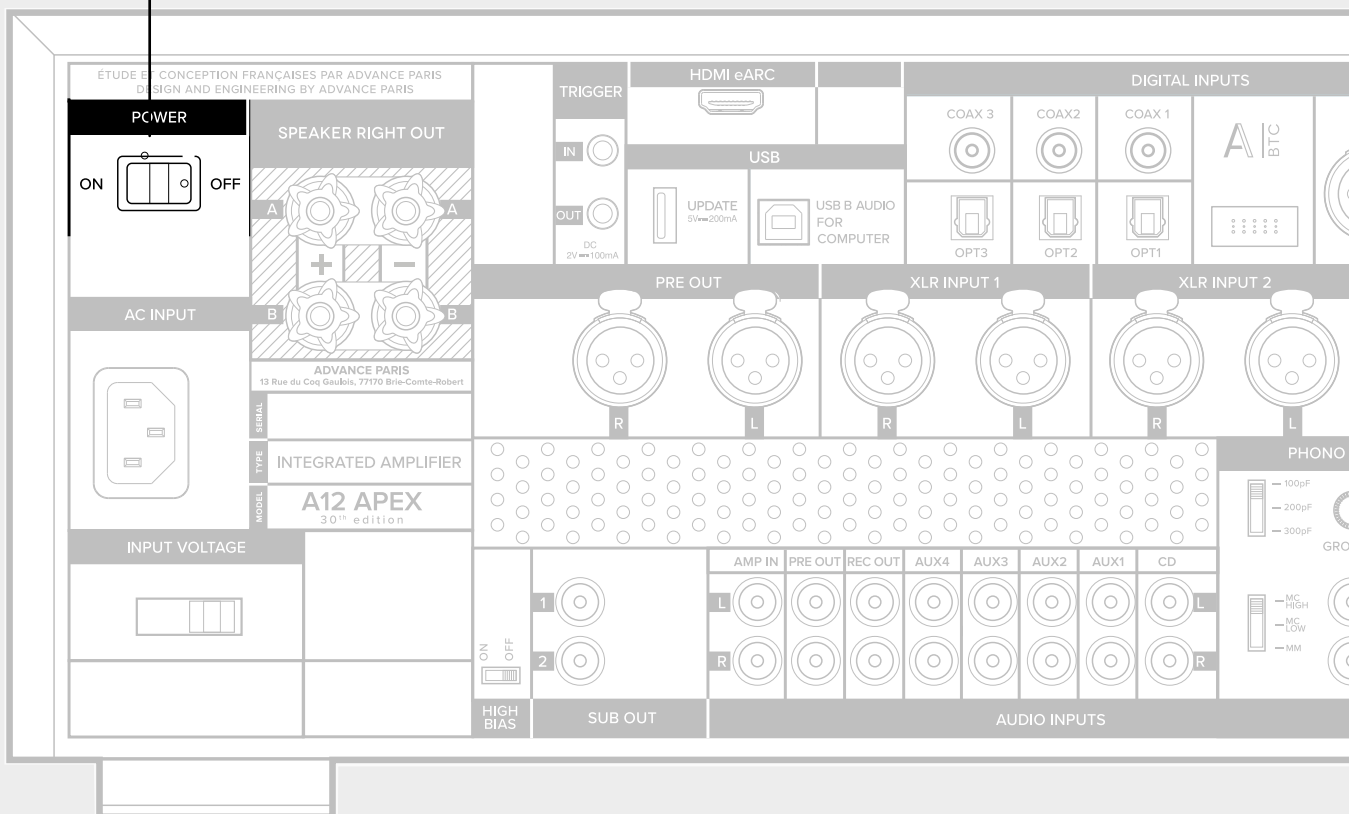 ÉTUDE ET CONCEPTION FRANÇAISES PAR ADVANCE PARIS
DESIGN AND ENGINEERING BY ADVANCE PARIS
POWER
ON
OFF
SPEAKER RIGHT OUT
A
A
+
−
B
B
AC INPUT
ADVANCE PARIS
13 Rue du Coq Gaulois, 77170 Brie-Comte-Robert
SERIAL
TYPE
INTEGRATED AMPLIFIER
MODEL
A12 APEX
30th edition
INPUT VOLTAGE
TRIGGER
IN
OUT
DC
2V⎓100mA
HDMI eARC
USB
UPDATE
5V⎓200mA
USB B AUDIO
FOR
COMPUTER
DIGITAL INPUTS
COAX 3
COAX2
COAX 1
OPT3
OPT2
OPT1
A
BTC
PRE OUT
R
L
XLR INPUT 1
R
L
XLR INPUT 2
R
L
PHONO
100pF
200pF
300pF
GRO
MC
HIGH
MC
LOW
MM
ON
OFF
HIGH
BIAS
1
2
SUB OUT
AMP IN
PRE OUT
REC OUT
AUX4
AUX3
AUX2
AUX1
CD
L
L
R
R
AUDIO INPUTS